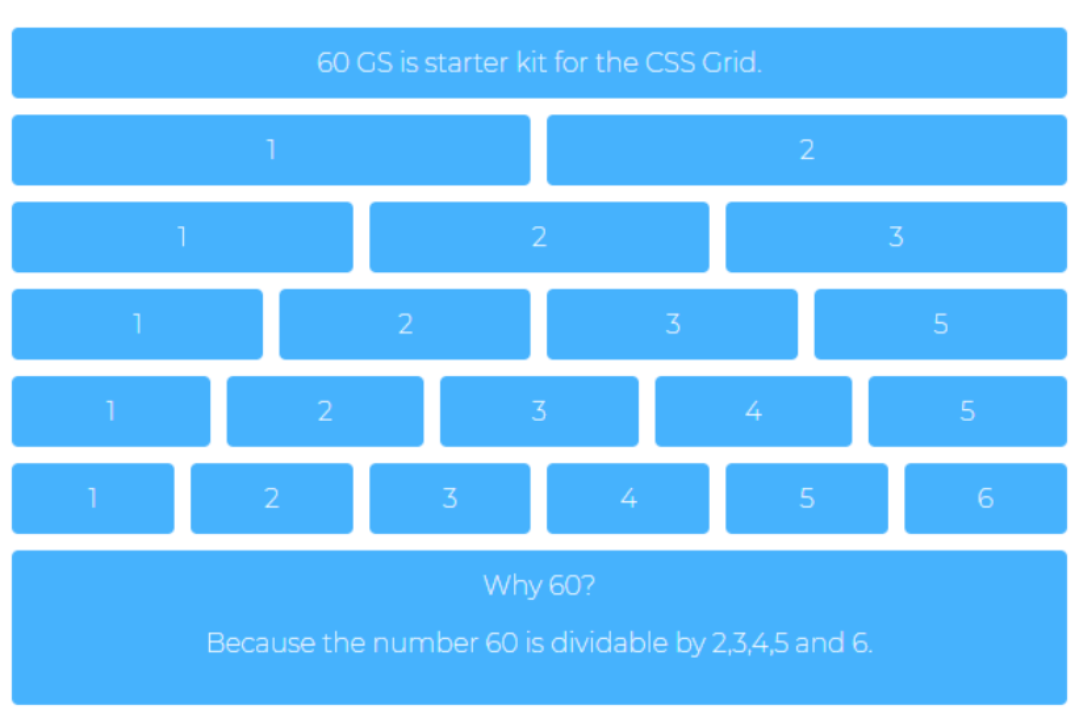 60 GS is starter kit for the CSS Grid.
1 2
1 2 3
1 2 3 5
1 2 3 4 5
1 2 3 4 5 6
Why 60?
Because the number 60 is dividable by 2,3,4,5 and 6.